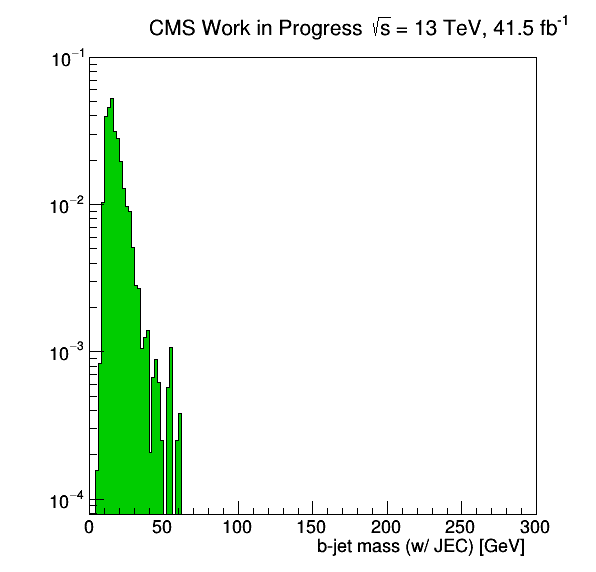 CMS Work in Progress √s = 13 TeV, 41.5 fb⁻¹
10⁻¹
10⁻²
10⁻³
10⁻⁴
0 50 100 150 200 250 300
b-jet mass (w/ JEC) [GeV]